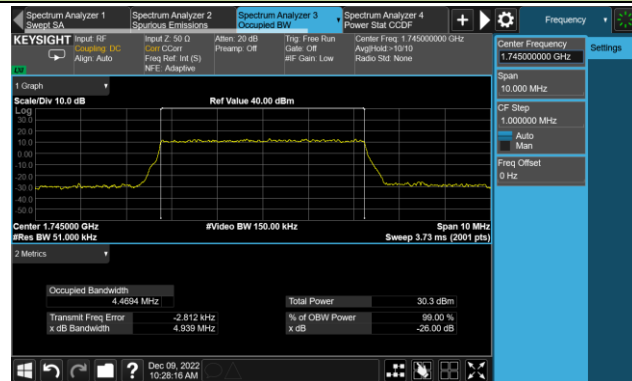 Spectrum Analyzer 1
Swept SA
Spectrum Analyzer 2
Spurious Emissions
Spectrum Analyzer 3
Occupied BW
Spectrum Analyzer 4
Power Stat CCDF
+
Frequency
KEYSIGHT
Input: RF
Coupling: DC
Align: Auto
Input Z: 50 Ω
Corr CCorr
Freq Ref: Int (S)
NFE: Adaptive
Atten: 20 dB
Preamp: Off
Trig: Free Run
Gate: Off
#IF Gain: Low
Center Freq: 1.745000000 GHz
Avg|Hold:>10/10
Radio Std: None
Center Frequency
1.745000000 GHz
Settings
Span
10.000 MHz
CF Step
1.000000 MHz
Auto
Man
Freq Offset
0 Hz
1 Graph
Scale/Div 10.0 dB
Ref Value 40.00 dBm
Log
30.0
20.0
10.0
0.00
-10.0
-20.0
-30.0
-40.0
-50.0
Center 1.745000 GHz
#Video BW 150.00 kHz
Span 10 MHz
#Res BW 51.000 kHz
Sweep 3.73 ms (2001 pts)
2 Metrics
Occupied Bandwidth
4.4694 MHz
Total Power
30.3 dBm
Transmit Freq Error
-2.812 kHz
% of OBW Power
99.00 %
x dB Bandwidth
4.939 MHz
x dB
-26.00 dB
?
Dec 09, 2022
10:28:16 AM